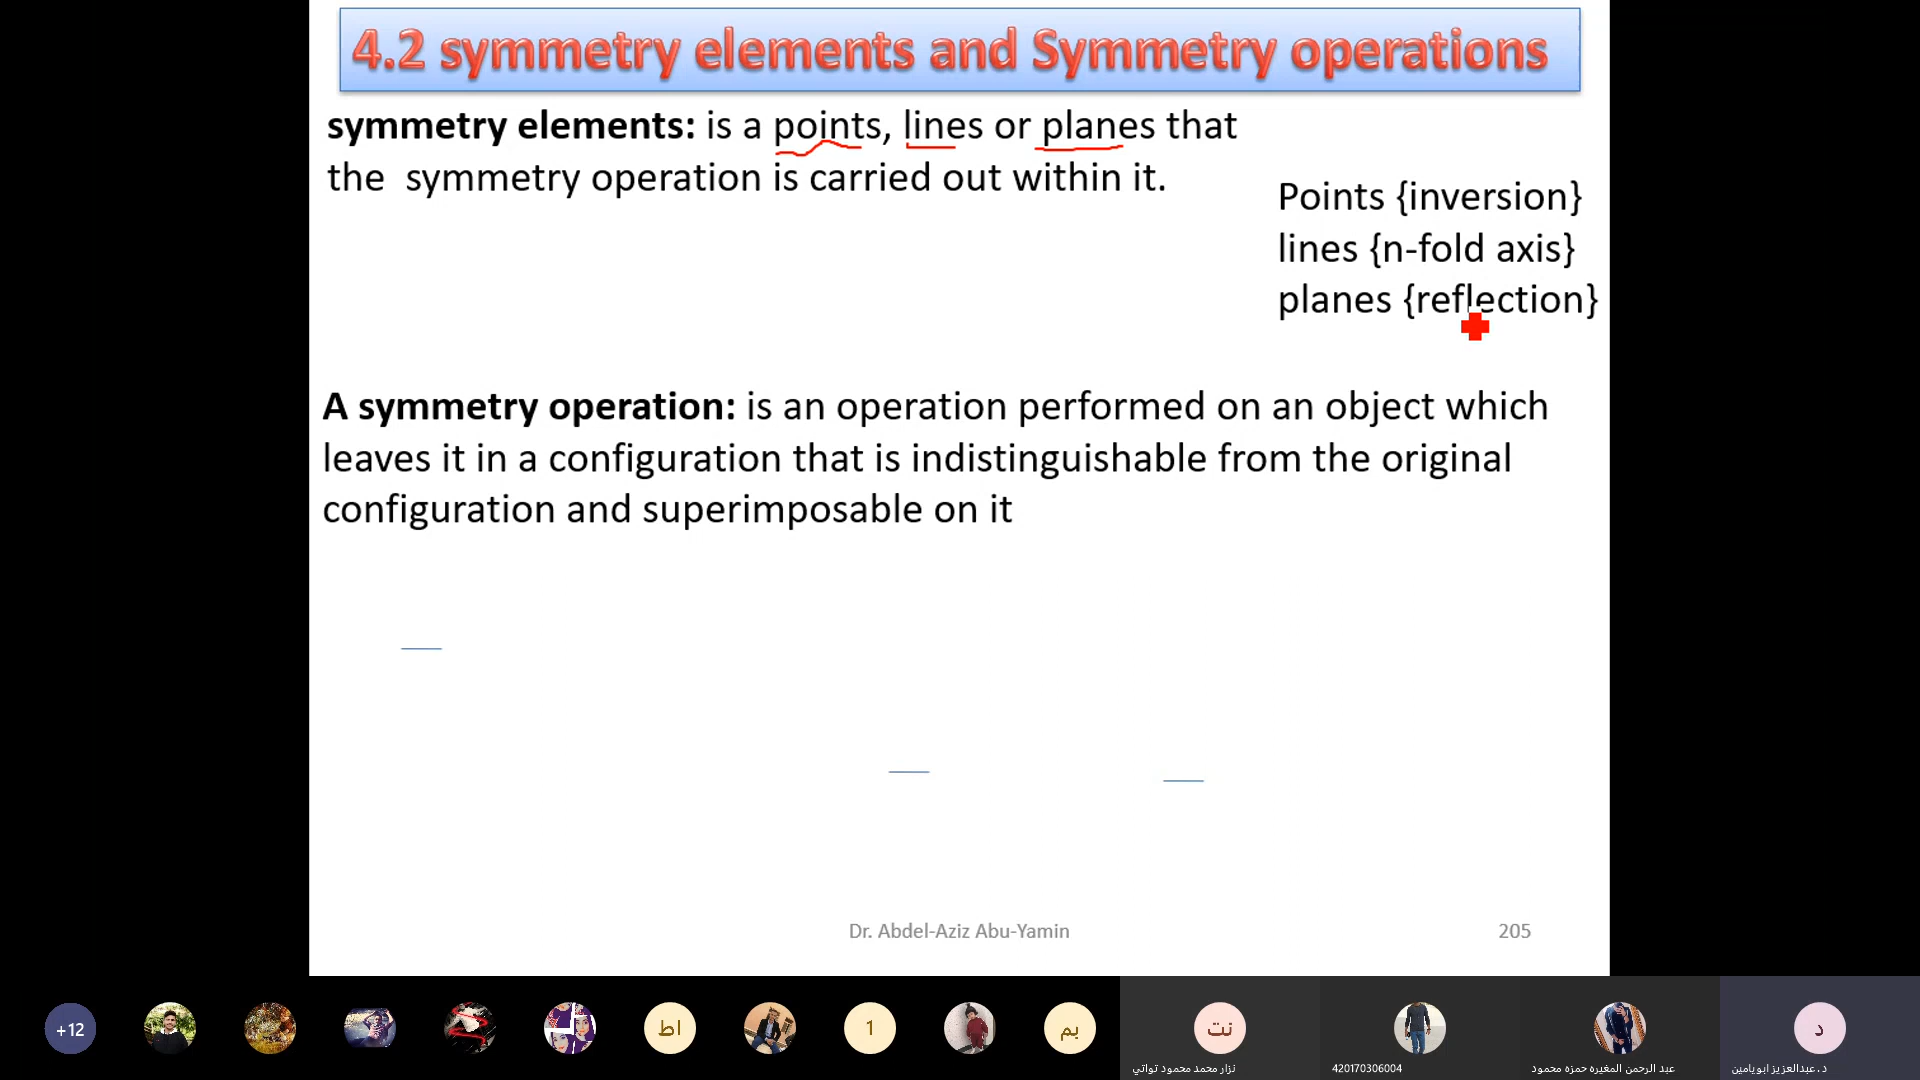 4.2 symmetry elements and Symmetry operations
symmetry elements: is a points, lines or planes that
the symmetry operation is carried out within it.
Points {inversion}
lines {n-fold axis}
planes {reflection}
A symmetry operation: is an operation performed on an object which
leaves it in a configuration that is indistinguishable from the original
configuration and superimposable on it
Dr. Abdel-Aziz Abu-Yamin
205
+12
اط
1
بم
نت
د
نزار محمد محمود تواتي
420170306004
عبد الرحمن المغيره حمزه محمود
د.عبدالعزيز ابويامين